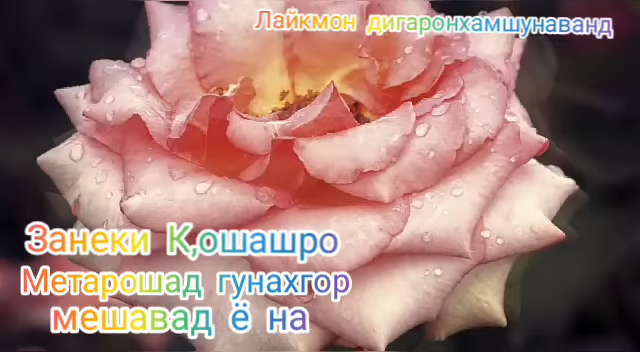 Лайкмон дигаронхамшунаванд
Занеки К,ошашро
Метарошад гунахгор
мешавад ё на